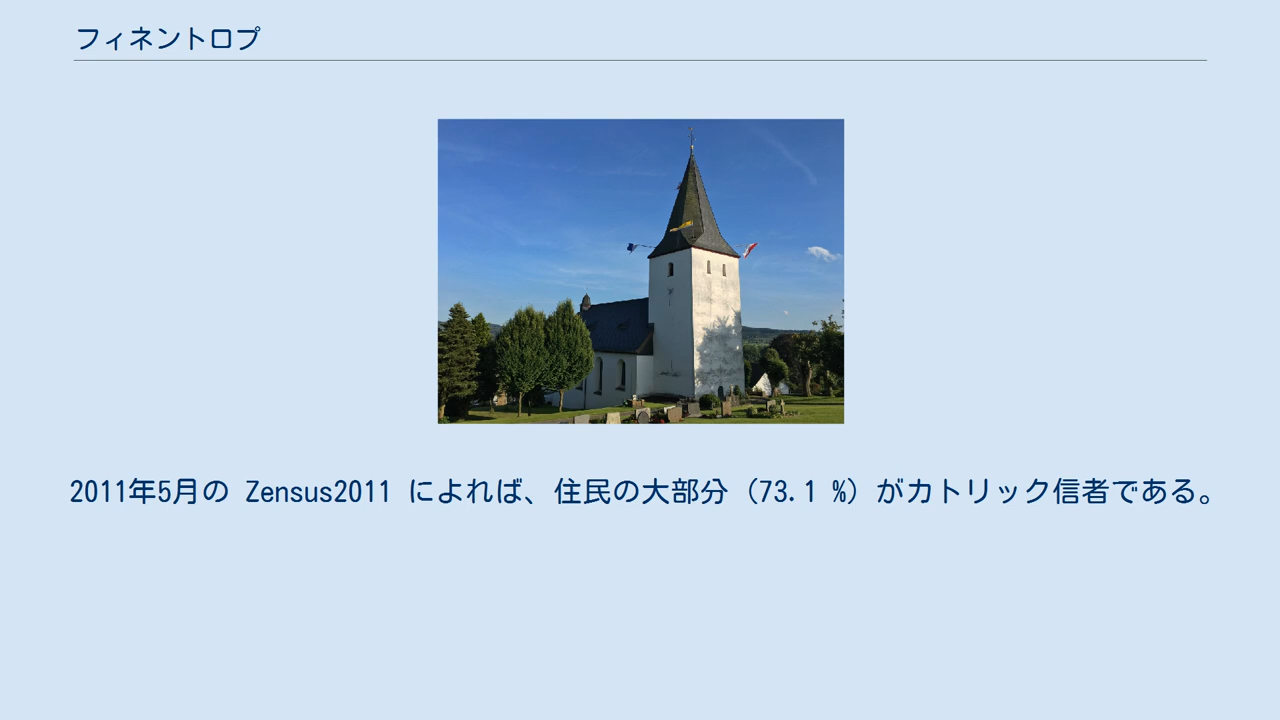 フィネントロプ
2011年5月の Zensus2011 によれば、住民の大部分（73.1 %）がカトリック信者である。